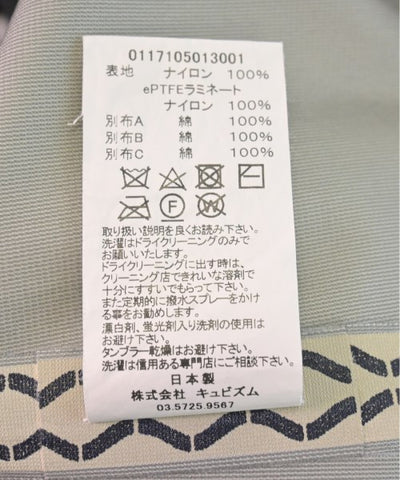 0117105013001
表地 ナイロン 100%
ePTFEラミネート
ナイロン 100%
別布A 綿 100%
別布B 綿 100%
別布C 綿 100%
取り扱い説明を良くお読み下さい。
洗濯はドライクリーニングのみで
お願いいたします。
ドライクリーニングに出す時は、
クリーニング店できれいな溶剤で
十分にすすいでもらって下さい。
また定期的に撥水スプレーをかけ
る事をお勧めします。
漂白剤、蛍光剤入り洗剤の使用は
お避け下さい。
タンブラー乾燥はお避け下さい。
洗濯は信用ある専門店にご相談下さい。
日本製
株式会社 キュビズム
03.5725.9567